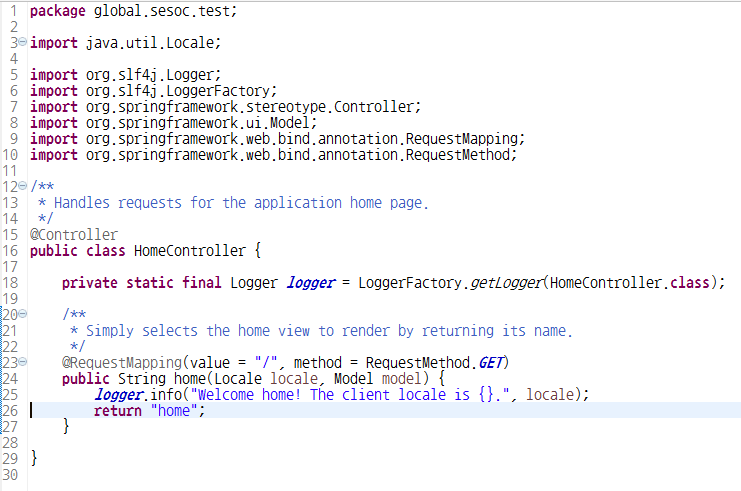 1 package global.sesoc.test;
2
3 import java.util.Locale;
4
5 import org.slf4j.Logger;
6 import org.slf4j.LoggerFactory;
7 import org.springframework.stereotype.Controller;
8 import org.springframework.ui.Model;
9 import org.springframework.web.bind.annotation.RequestMapping;
10 import org.springframework.web.bind.annotation.RequestMethod;
11
12 /**
13  * Handles requests for the application home page.
14  */
15 @Controller
16 public class HomeController {
17
18     private static final Logger logger = LoggerFactory.getLogger(HomeController.class);
19
20     /**
21      * Simply selects the home view to render by returning its name.
22      */
23     @RequestMapping(value = "/", method = RequestMethod.GET)
24     public String home(Locale locale, Model model) {
25         logger.info("Welcome home! The client locale is {}.", locale);
26         return "home";
27     }
28
29 }
30